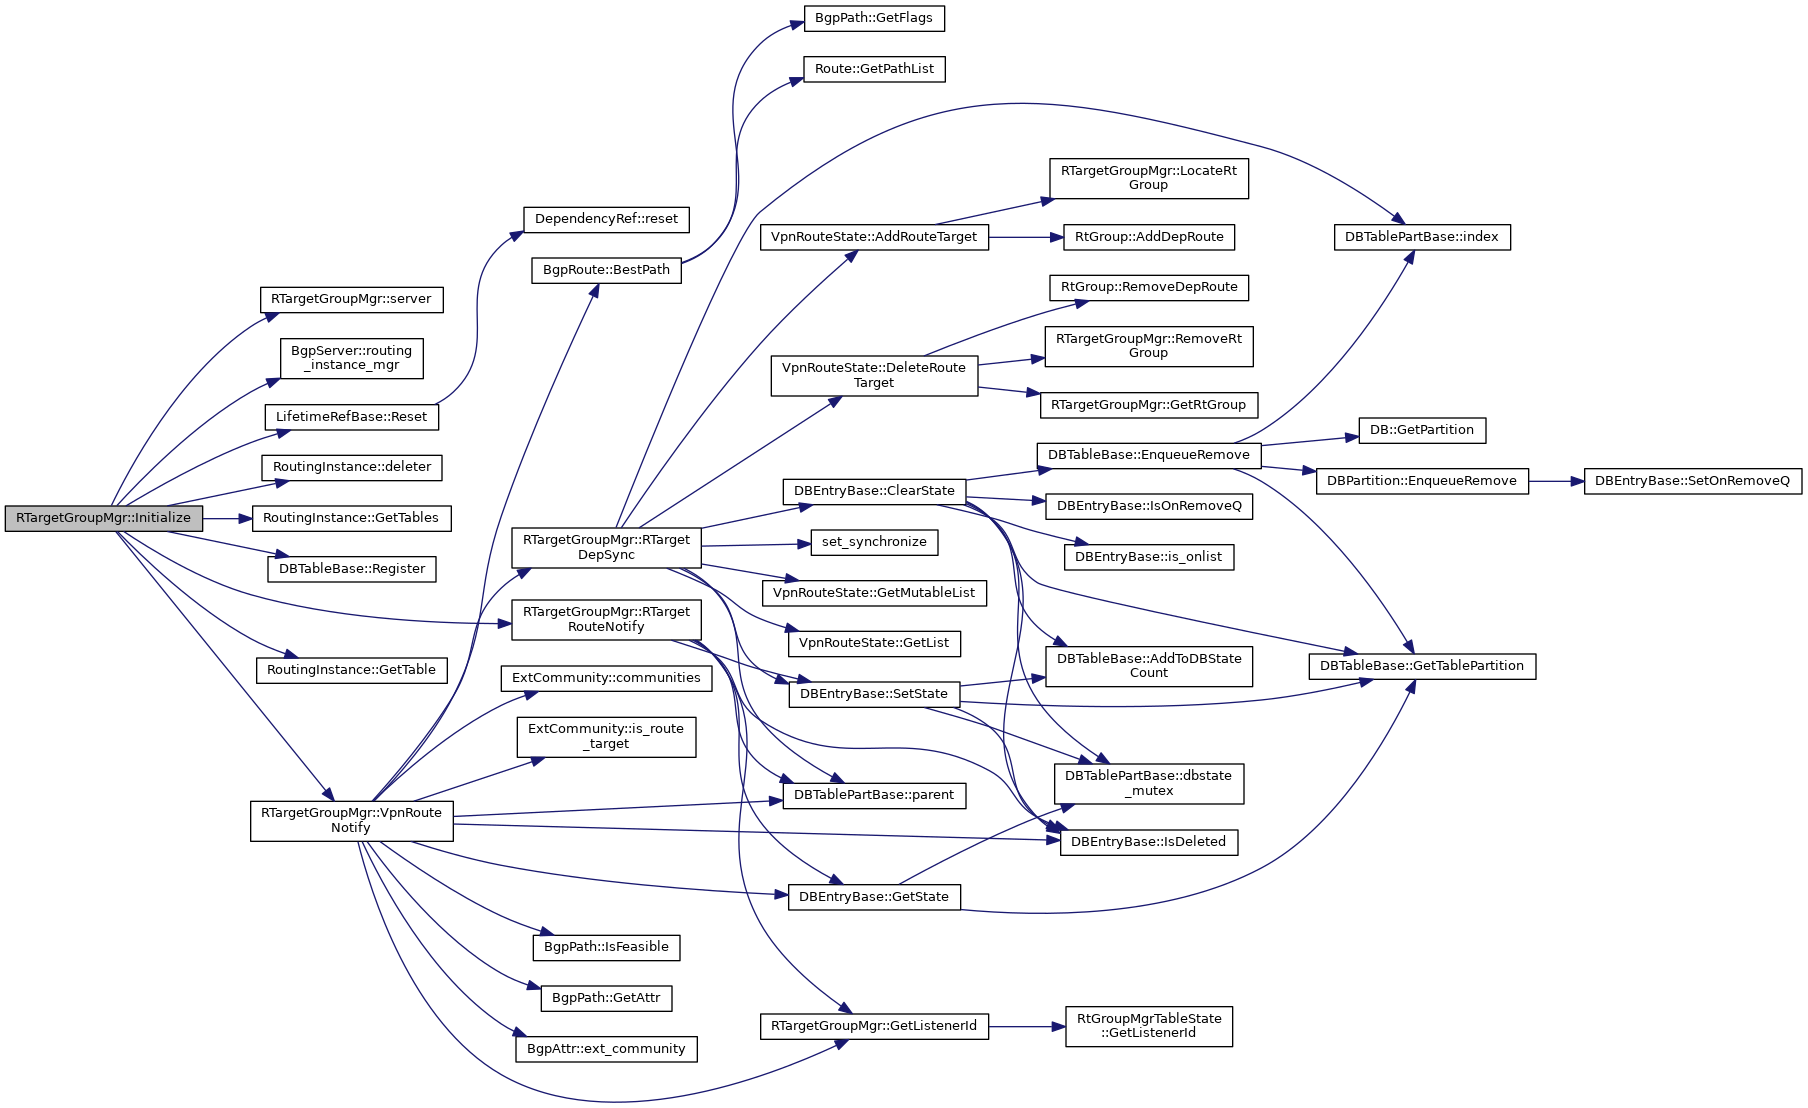 RTargetGroupMgr::Initialize
RTargetGroupMgr::server
BgpServer::routing
_instance_mgr
LifetimeRefBase::Reset
RoutingInstance::deleter
RoutingInstance::GetTables
DBTableBase::Register
RoutingInstance::GetTable
RTargetGroupMgr::VpnRoute
Notify
DependencyRef::reset
BgpRoute::BestPath
RTargetGroupMgr::RTarget
DepSync
RTargetGroupMgr::RTarget
RouteNotify
ExtCommunity::communities
ExtCommunity::is_route
_target
BgpPath::IsFeasible
BgpPath::GetAttr
BgpAttr::ext_community
BgpPath::GetFlags
Route::GetPathList
VpnRouteState::AddRouteTarget
VpnRouteState::DeleteRoute
Target
DBEntryBase::ClearState
set_synchronize
VpnRouteState::GetMutableList
VpnRouteState::GetList
DBEntryBase::SetState
DBTablePartBase::parent
DBEntryBase::GetState
RTargetGroupMgr::GetListenerId
RTargetGroupMgr::LocateRt
Group
RtGroup::AddDepRoute
RtGroup::RemoveDepRoute
RTargetGroupMgr::RemoveRt
Group
RTargetGroupMgr::GetRtGroup
DBTableBase::EnqueueRemove
DBEntryBase::IsOnRemoveQ
DBEntryBase::is_onlist
DBTableBase::AddToDBState
Count
DBTablePartBase::dbstate
_mutex
DBEntryBase::IsDeleted
RtGroupMgrTableState
::GetListenerId
DBTablePartBase::index
DB::GetPartition
DBPartition::EnqueueRemove
DBTableBase::GetTablePartition
DBEntryBase::SetOnRemoveQ